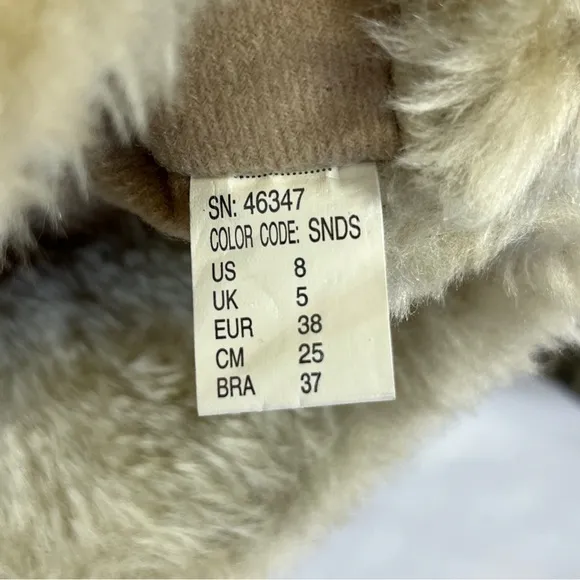 SN: 46347
COLOR CODE: SNDS
US 8
UK 5
EUR 38
CM 25
BRA 37